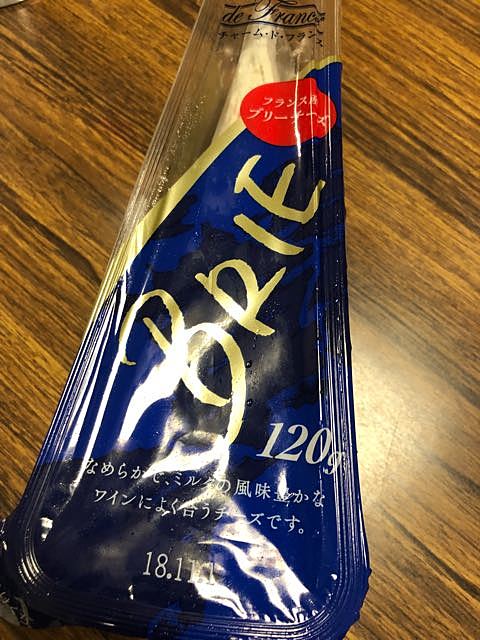 de France
チャーム・ド・フランス
フランス産
ブリーチーズ
BRIE
120g
なめらかで、ミルクの風味豊かな
ワインによく合うチーズです。
18.11.1